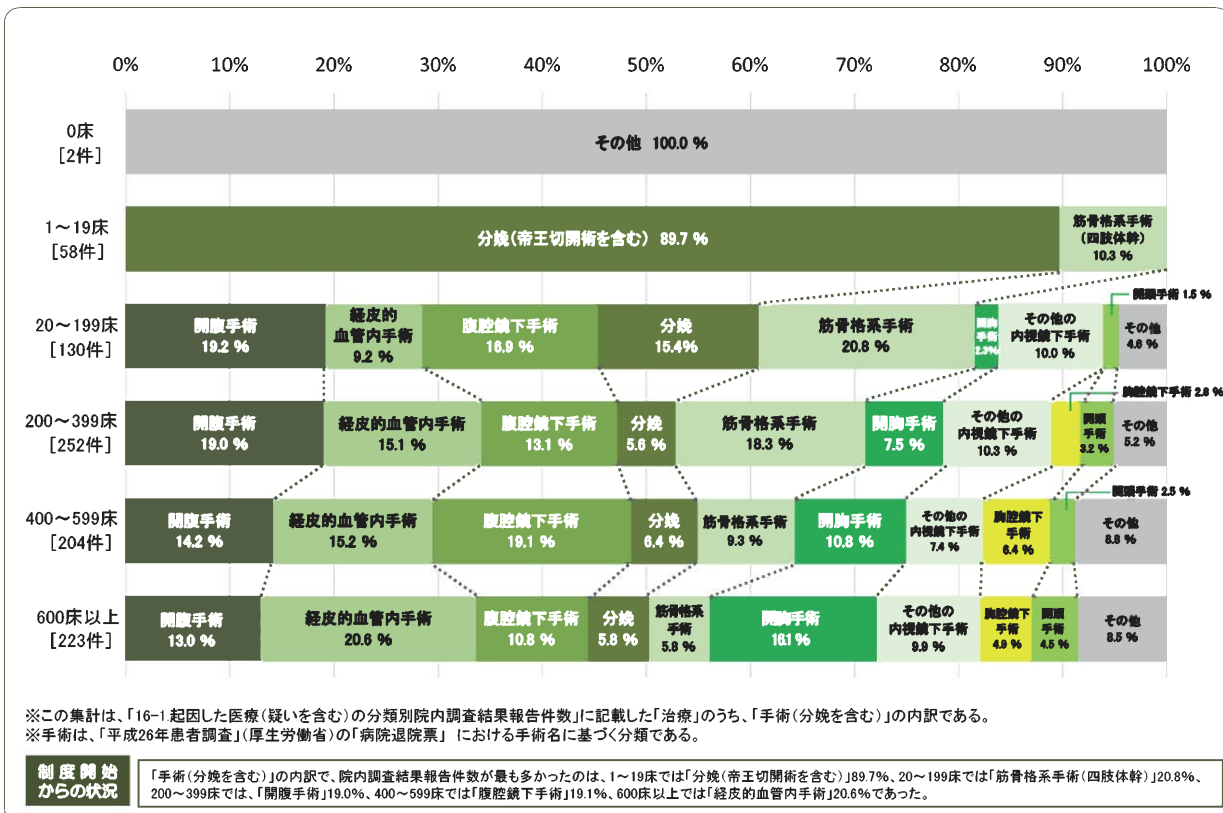 0% 10% 20% 30% 40% 50% 60% 70% 80% 90% 100%
0床
[2件]
その他 100.0 %
1～19床
[58件]
分娩(帝王切開術を含む) 89.7 %
筋骨格系手術
(四肢体幹)
10.3 %
20～199床
[130件]
開腹手術
19.2 %
経皮的
血管内手術
9.2 %
腹腔鏡下手術
16.9 %
分娩
15.4%
筋骨格系手術
20.8 %
開胸
手術
2.3%
その他の
内視鏡下手術
10.0 %
開頭手術 1.5 %
その他
4.6 %
200～399床
[252件]
開腹手術
19.0 %
経皮的血管内手術
15.1 %
腹腔鏡下手術
13.1 %
分娩
5.6 %
筋骨格系手術
18.3 %
開胸手術
7.5 %
その他の
内視鏡下手術
10.3 %
胸腔鏡下手術 2.8 %
開頭
手術
3.2 %
その他
5.2 %
400～599床
[204件]
開腹手術
14.2 %
経皮的血管内手術
15.2 %
腹腔鏡下手術
19.1 %
分娩
6.4 %
筋骨格系手術
9.3 %
開胸手術
10.8 %
その他の
内視鏡下手術
7.4 %
胸腔鏡下
手術
6.4 %
開頭手術 2.5 %
その他
8.8 %
600床以上
[223件]
開腹手術
13.0 %
経皮的血管内手術
20.6 %
腹腔鏡下手術
10.8 %
分娩
5.8 %
筋骨格系
手術
5.8 %
開胸手術
16.1 %
その他の
内視鏡下手術
9.9 %
胸腔鏡下
手術
4.9 %
開頭
手術
4.5 %
その他
8.5 %
※この集計は、「16-1.起因した医療(疑いを含む)の分類別院内調査結果報告件数」に記載した「治療」のうち、「手術(分娩を含む)」の内訳である。
※手術は、「平成26年患者調査」(厚生労働省)の「病院退院票」 における手術名に基づく分類である。
制度開始
からの状況
「手術(分娩を含む)」の内訳で、院内調査結果報告件数が最も多かったのは、1～19床では「分娩(帝王切開術を含む)」89.7%、20～199床では「筋骨格系手術(四肢体幹)」20.8%、
200～399床では、「開腹手術」19.0%、400～599床では「腹腔鏡下手術」19.1%、600床以上では「経皮的血管内手術」20.6%であった。